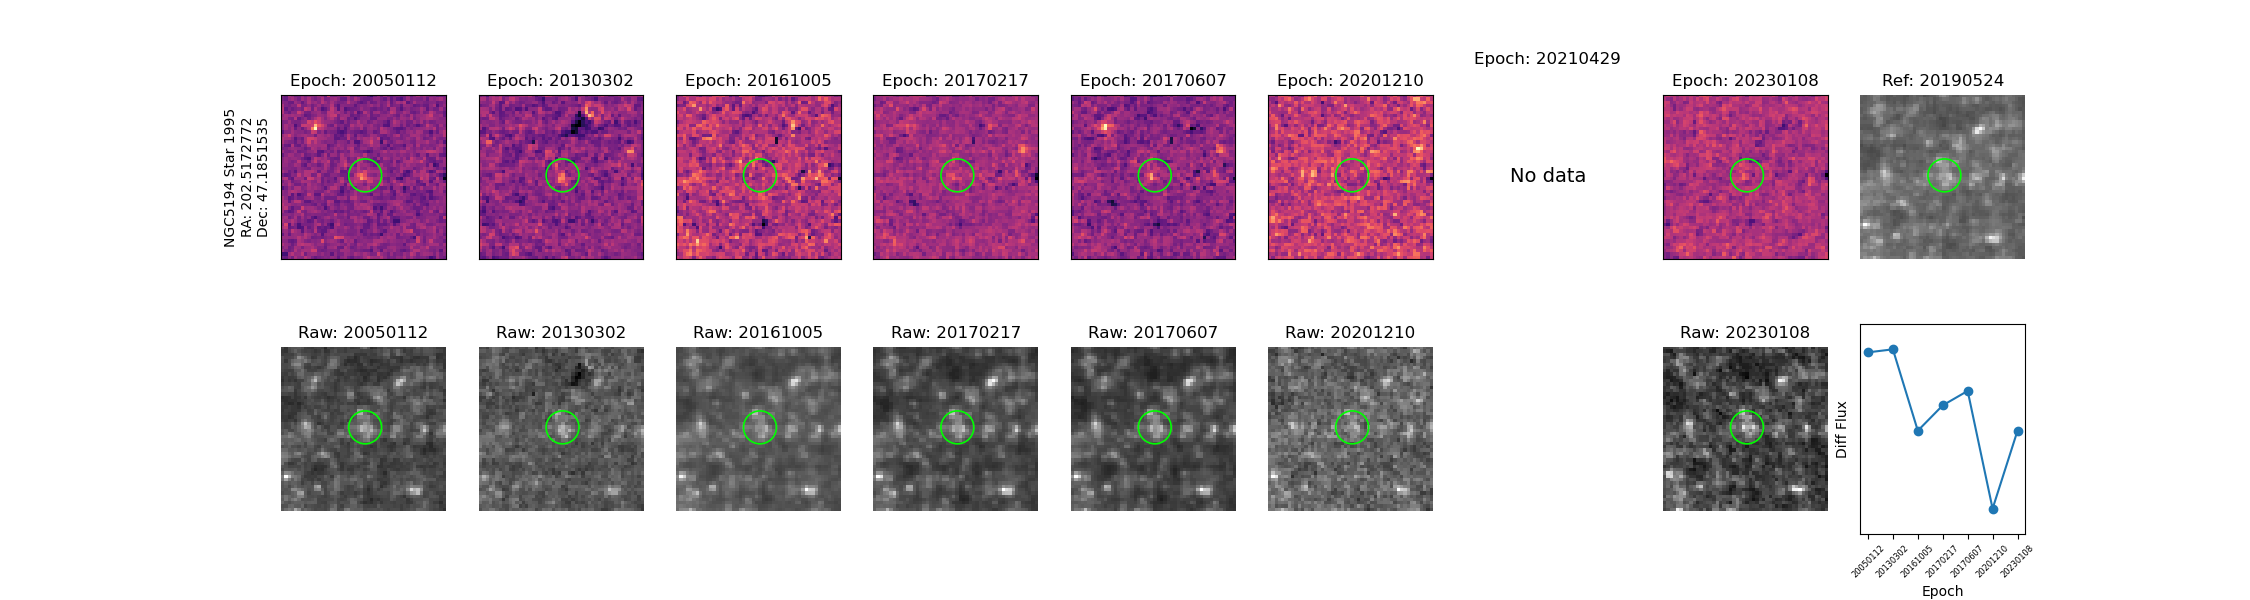 Epoch: 20210429
Epoch: 20050112
Epoch: 20130302
Epoch: 20161005
Epoch: 20170217
Epoch: 20170607
Epoch: 20201210
Epoch: 20230108
Ref: 20190524
NGC5194 Star 1995
RA: 202.5172772
Dec: 47.1851535
No data
Raw: 20050112
Raw: 20130302
Raw: 20161005
Raw: 20170217
Raw: 20170607
Raw: 20201210
Raw: 20230108
Diff Flux
20050112
20130302
20161005
20170217
20170607
20201210
20230108
Epoch